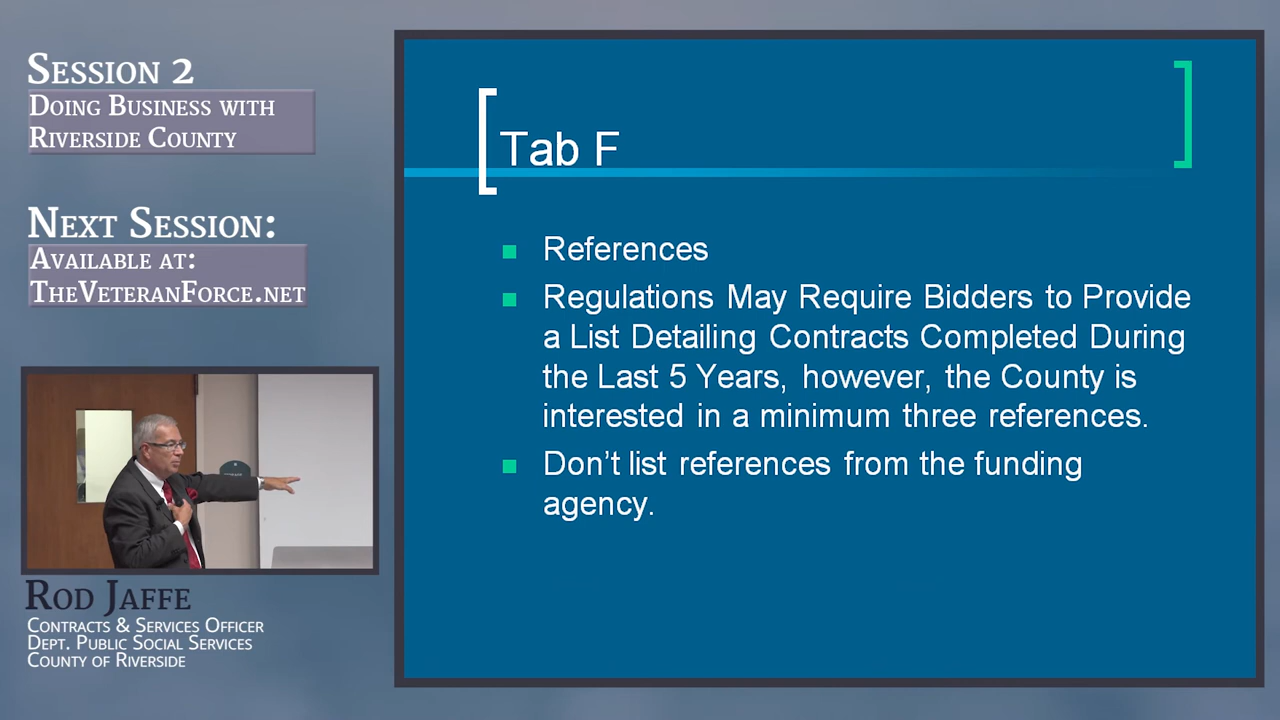 Session 2
Doing Business with
Riverside County
Next Session:
Available at:
TheVeteranForce.net
Rod Jaffe
Contracts & Services Officer
Dept. Public Social Services
County of Riverside
Tab F
References
Regulations May Require Bidders to Provide
a List Detailing Contracts Completed During
the Last 5 Years, however, the County is
interested in a minimum three references.
Don't list references from the funding
agency.